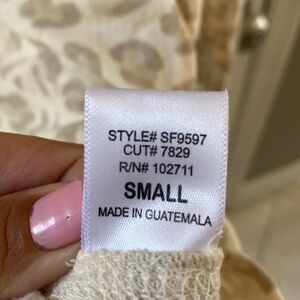 STYLE# SF9597
CUT# 7829
R/N# 102711
SMALL
MADE IN GUATEMALA